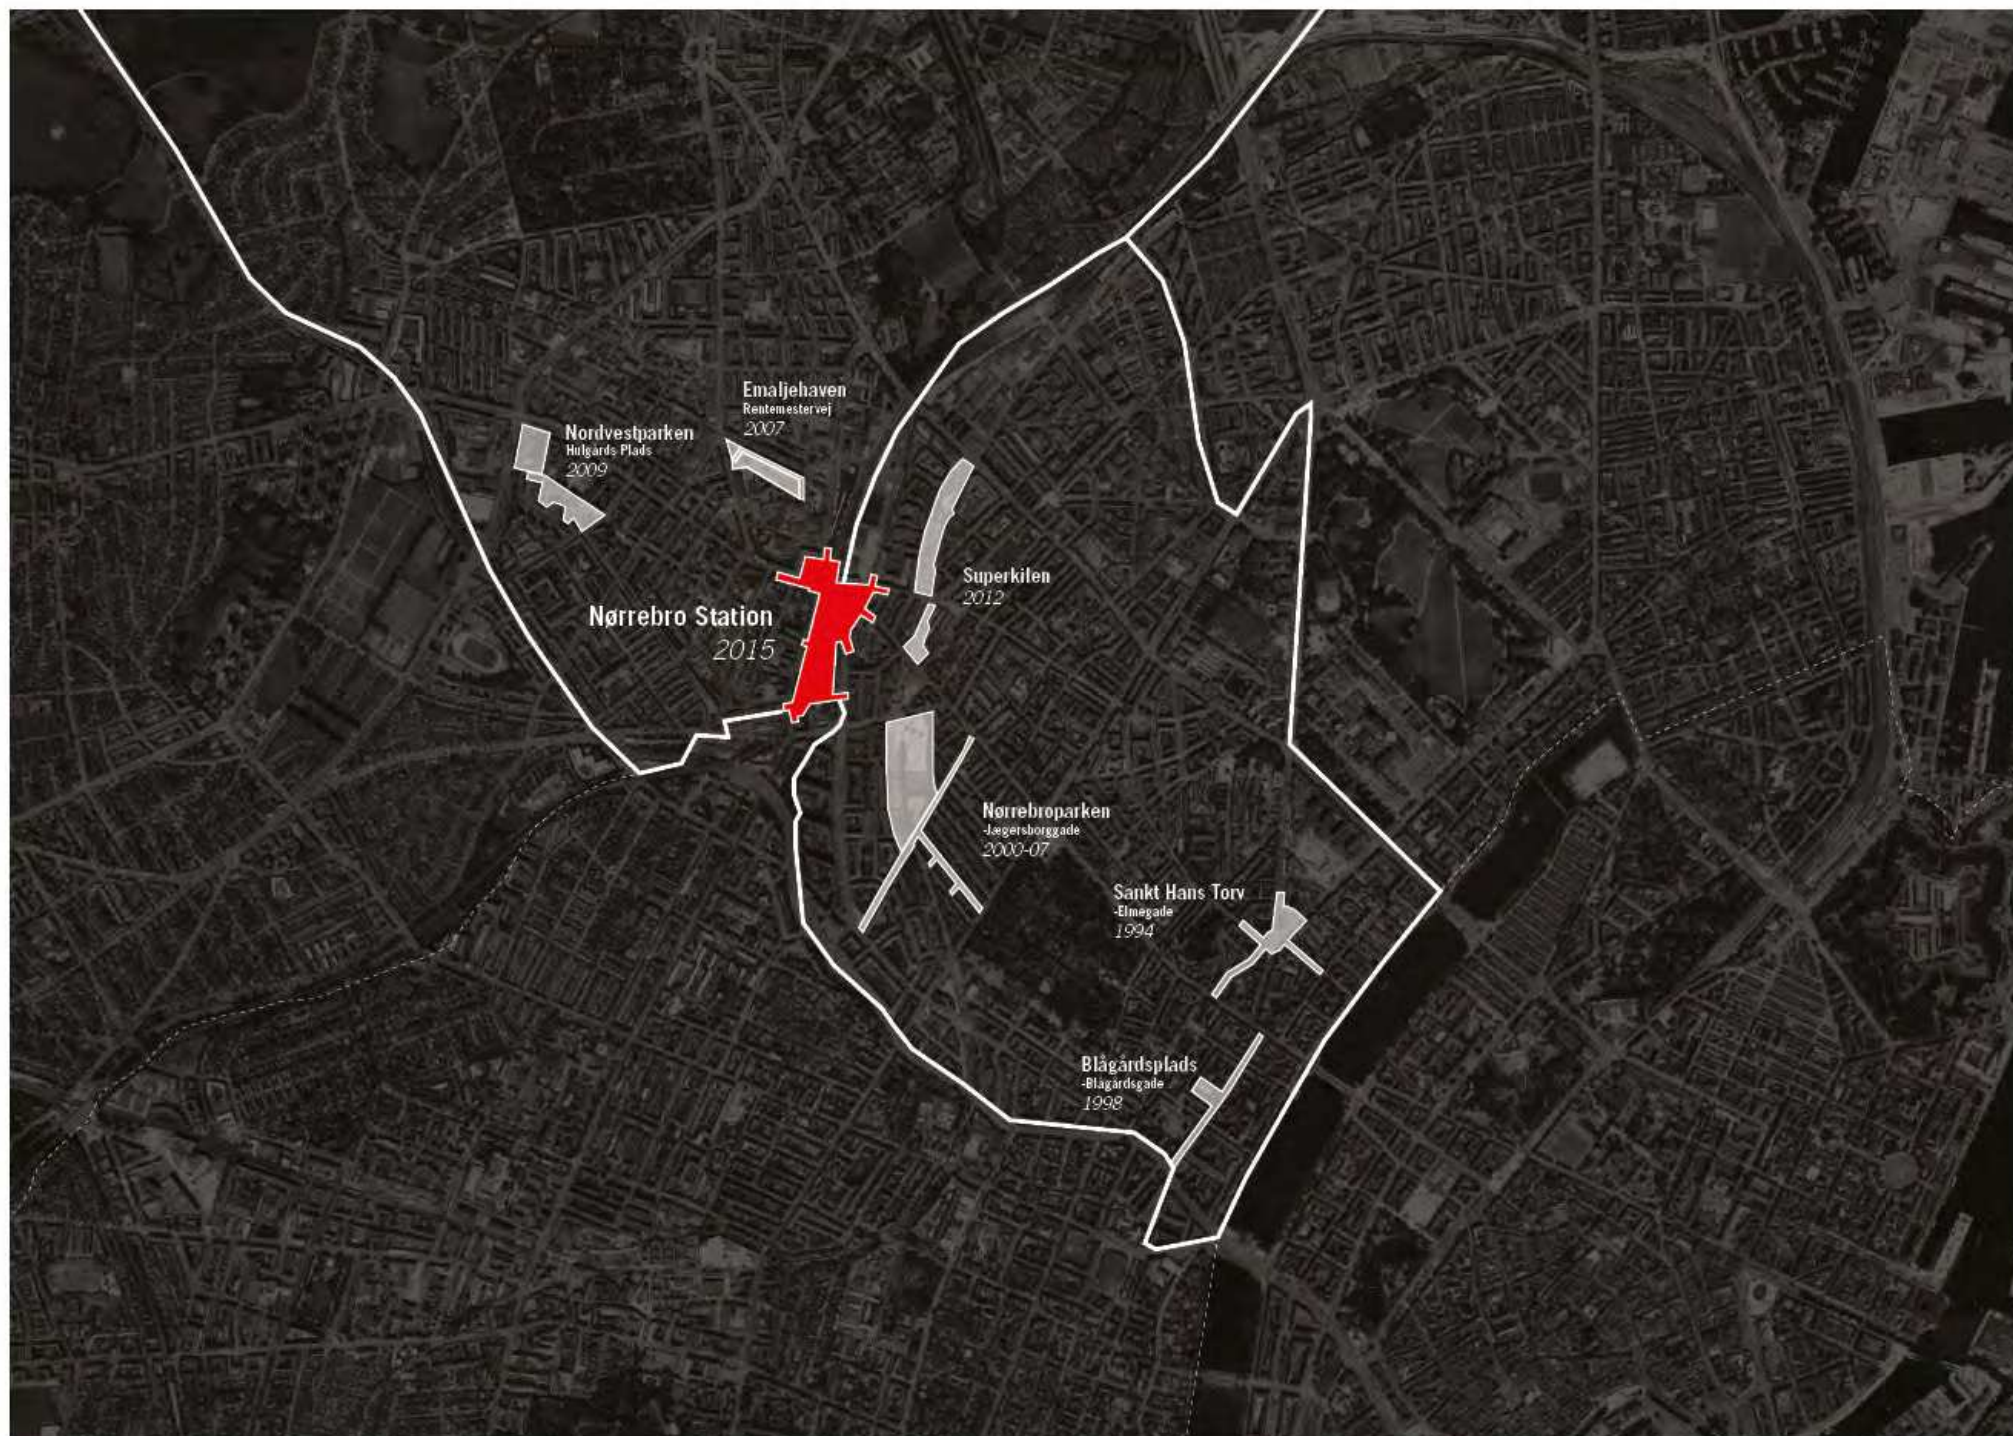 Emaljehaven
Rentemestervej
2007
Nordvestparken
Hulgårds Plads
2009
Superkilen
2012
Nørrebro Station
2015
Nørrebroparken
-Jægersborggade
2000-07
Sankt Hans Torv
-Elmegade
1994
Blågårdsplads
-Blågårdsgade
1998